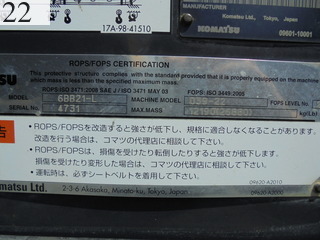 22
17A-98-41510
MANUFACTURER
KOMATSU
Komatsu Ltd., Tokyo, Japan
09601-10001
ROPS/FOPS CERTIFICATION
This protective structure complies with the standard
that is properly equipped on the machine which mass is less than the specified maximum mass.
ROPS:ISO 3471:2008 SAE J/ISO 3471 MAY 03 FOPS: ISO 3449:2005
MODEL 6BB21-L MACHINE MODEL FOPS LEVEL
SERIAL No. 4731
・ROPS/FOPSを改造すると強さが低下し、規格に適合しなくなることがあります。
改造を行う場合は、コマツの代理店に相談して下さい。
・ROPS/FOPSは、損傷を受けたり転倒したりすると強さが低下します。
損傷を受けたり変形した場合は、コマツの代理店に相談して下さい。
・運転時は、必ずシートベルトを着用して下さい。
09620-A2010
omatsu Ltd. 2-3-6 Akasaka, Minato-ku, Tokyo, Japan